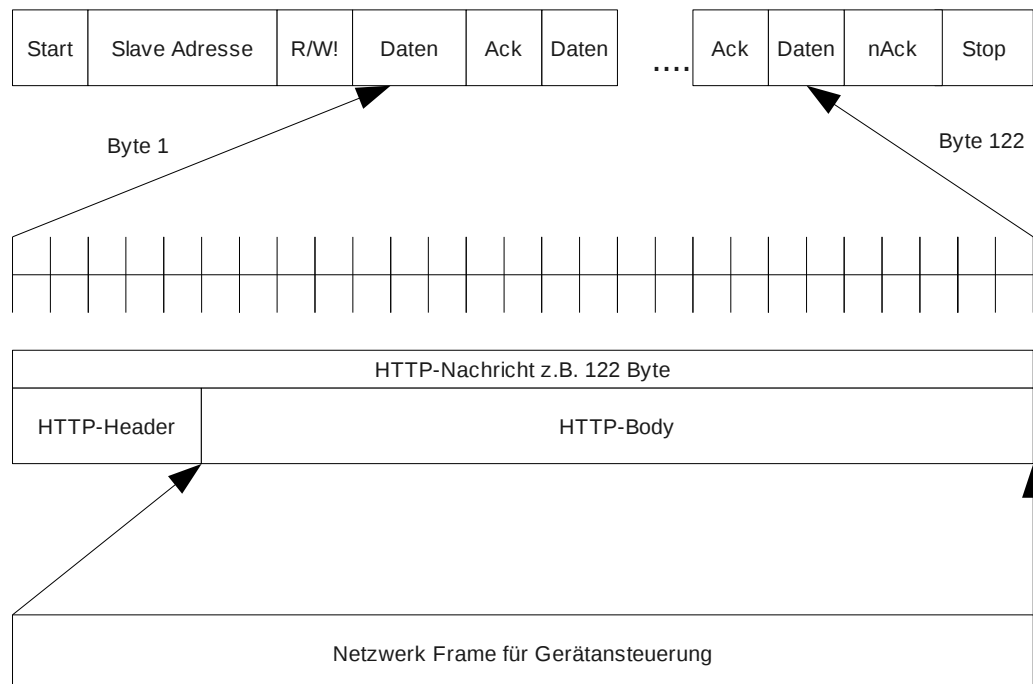 Start Slave Adresse R/W! Daten Ack Daten .... Ack Daten nAck Stop
Byte 1 Byte 122
HTTP-Nachricht z.B. 122 Byte
HTTP-Header HTTP-Body
Netzwerk Frame für Gerätansteuerung